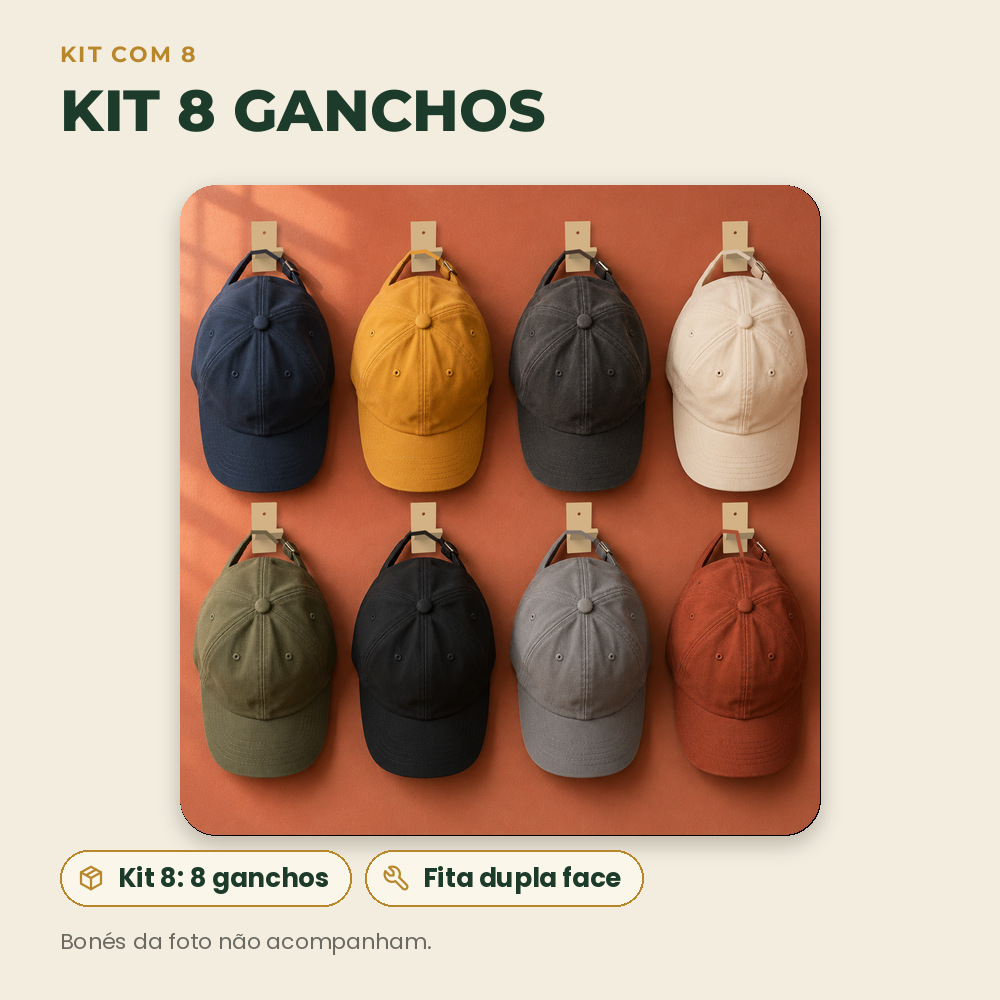 KIT COM 8
KIT 8 GANCHOS
Kit 8: 8 ganchos
Fita dupla face
Bonés da foto não acompanham.